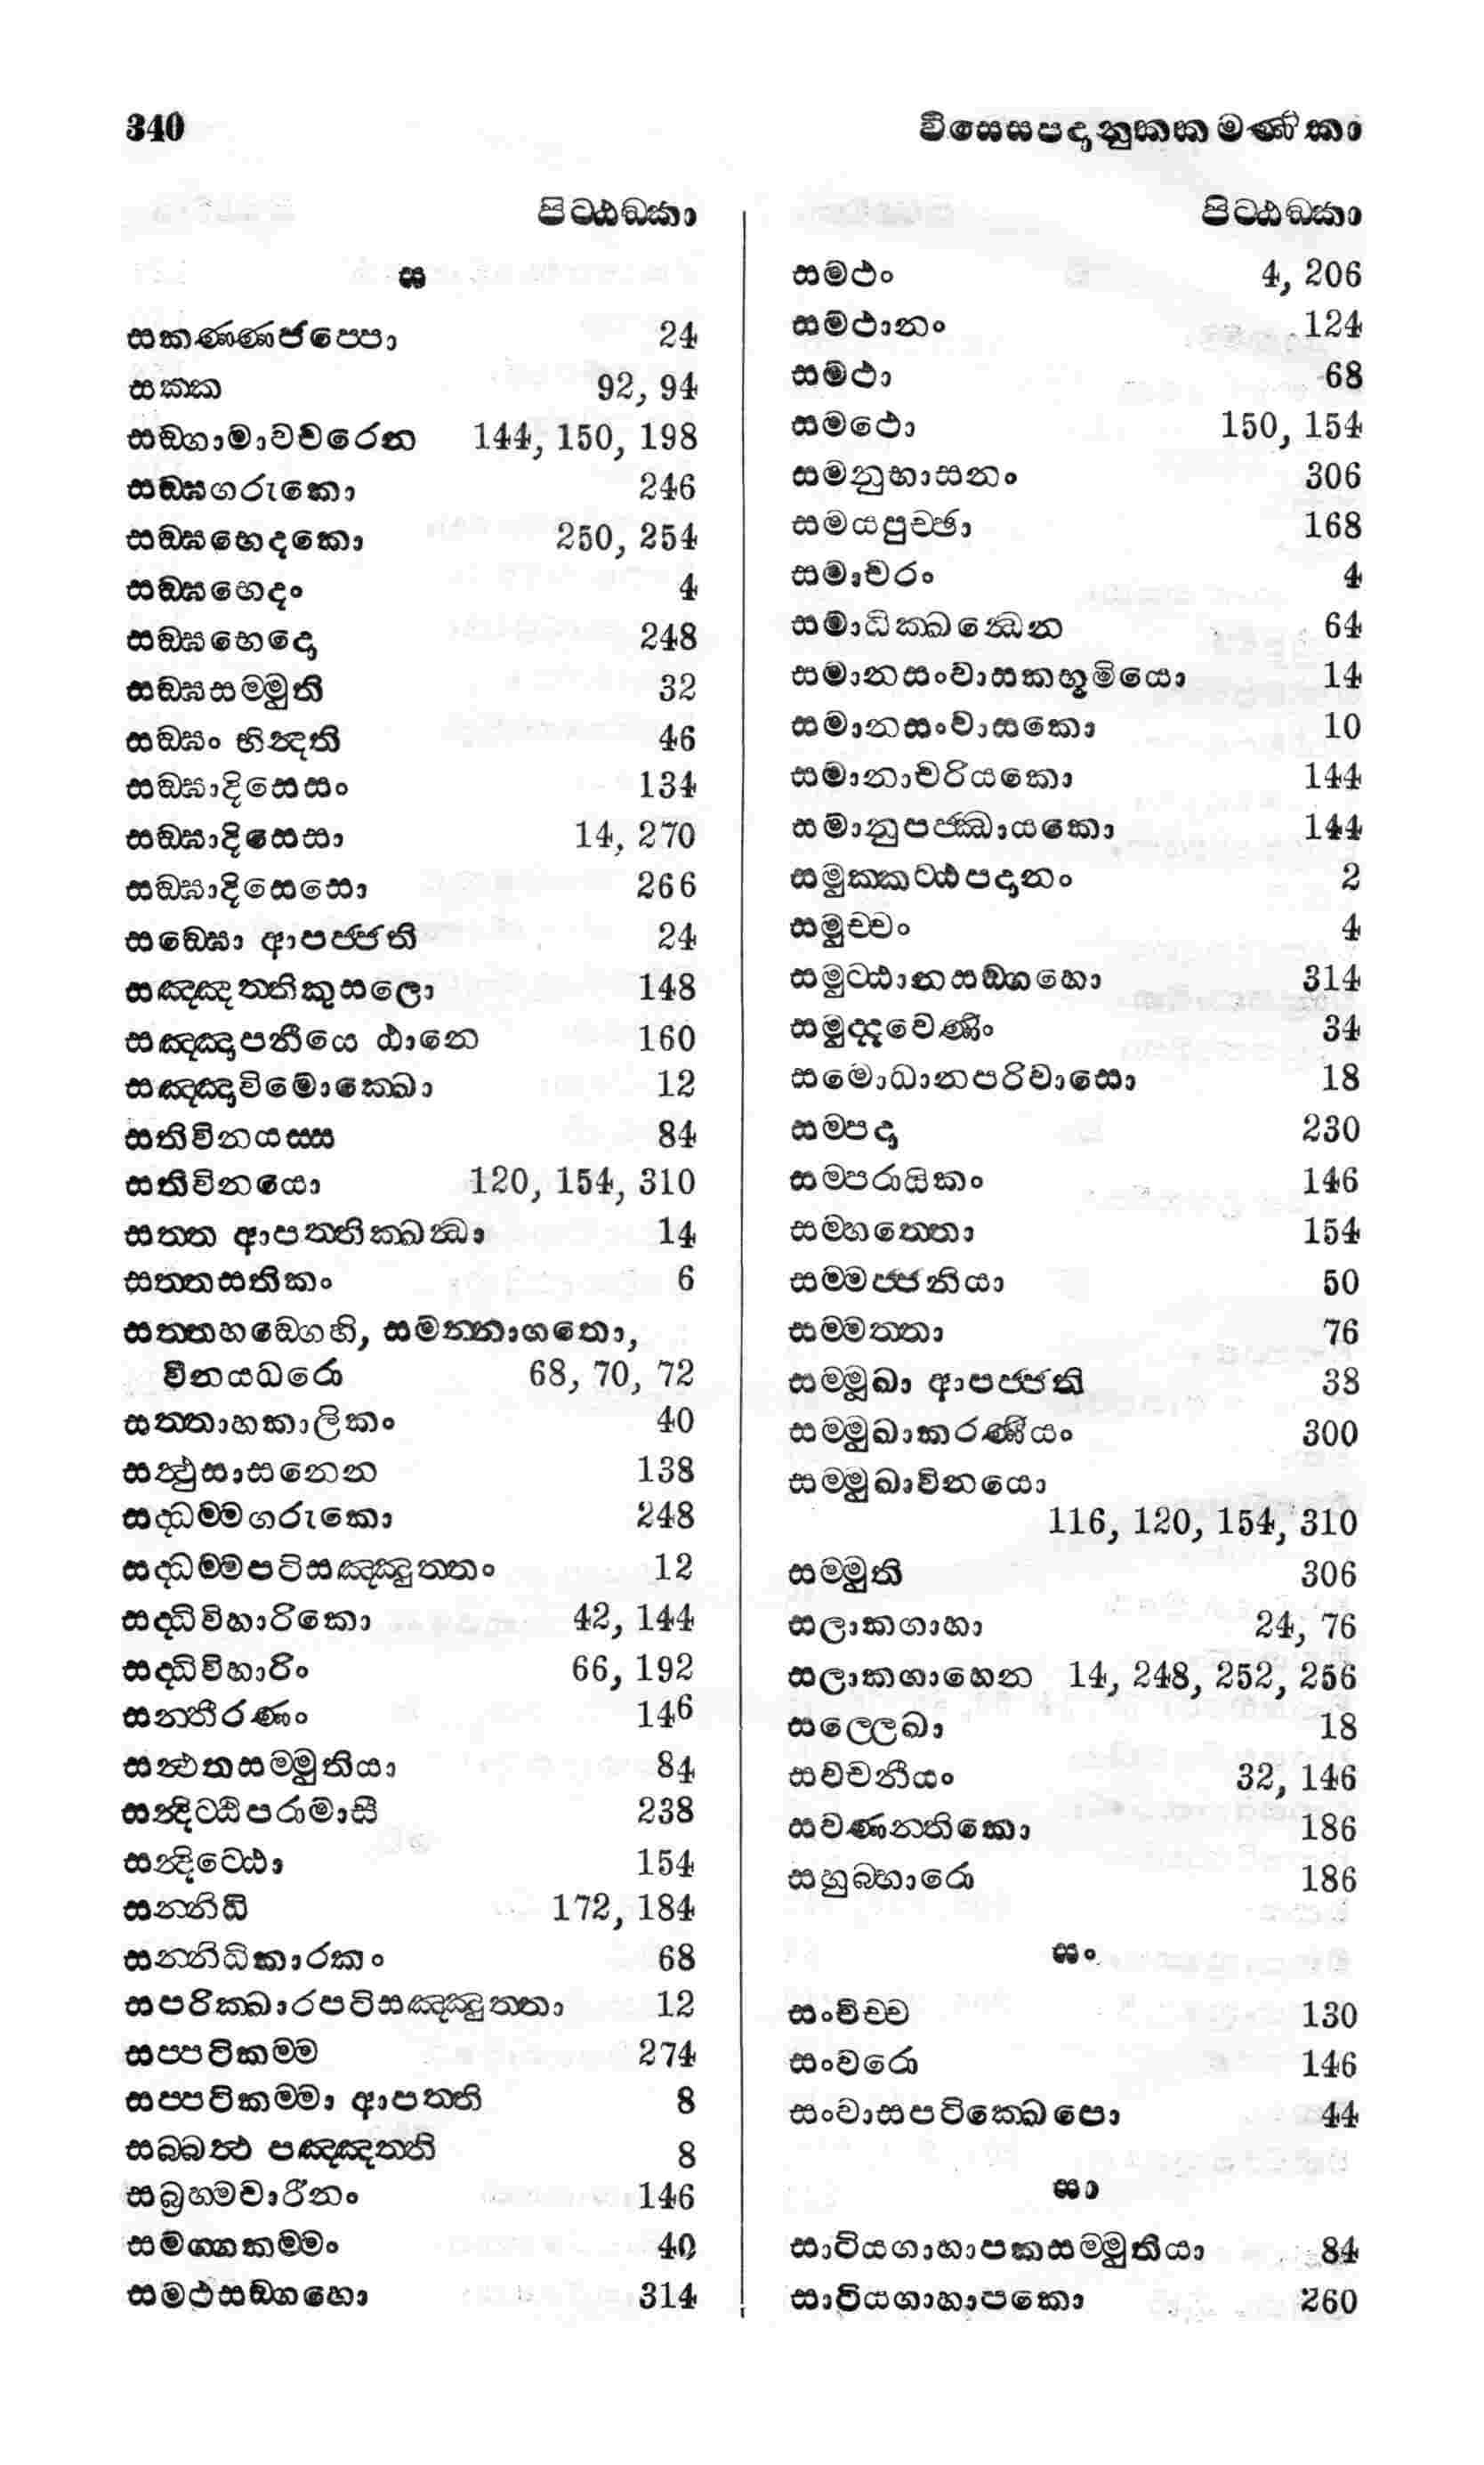 340
විසෙසපදානුක්කමණිකා
පිට්ඨඞ්කා
ස
සකණ්ණජප්පො 24
සක්ක 92, 94
සඞ්ගාමාවචරෙන 144, 150, 198
සඞ්ඝගරුකො 246
සඞ්ඝභෙදකො 250, 254
සඞ්ඝභෙදං 4
සඞ්ඝභෙදො 248
සඞ්ඝසම්මුති 32
සඞ්ඝං භින්දති 46
සඞ්ඝාදිසෙසං 134
සඞ්ඝාදිසෙසා 14, 270
සඞ්ඝාදිසෙසො 266
සඞ්ඝො ආපජ්ජති 24
සඤ්ඤත්තිකුසලො 148
සඤ්ඤාපනීයෙ ඨානෙ 160
සඤ්ඤාවිමොක්ඛො 12
සතිවිනයස්ස 84
සතිවිනයො 120, 154, 310
සත්ත ආපත්තික්ඛන්ධා 14
සත්තසතිකං 6
සත්තහඞ්ගෙහි, සමන්නාගතො,
විනයධරො 68, 70, 72
සත්තාහකාලිකං 40
සත්ථුසාසනෙන 138
සද්ධම්මගරුකො 248
සද්ධම්මපටිසඤ්ඤුත්තං 12
සද්ධිවිහාරිකො 42, 144
සද්ධිවිහාරිං 66, 192
සන්තීරණං 146
සන්ථතසම්මුතියා 84
සන්දිට්ඨිපරාමාසී 238
සන්දිට්ඨො 154
සන්නිධි 172, 184
සන්නිධිකාරකං 68
සපරික්ඛාරපටිසඤ්ඤුත්තා 12
සප්පටිකම්ම 274
සප්පටිකම්මා ආපත්ති 8
සබ්බත්ථ පඤ්ඤත්ති 8
සබ්‍රහ්මචාරීනං 146
සමග්ගකම්මං 40
සමථසඞ්ගහො 314
පිට්ඨඞ්කා
සමථං 4, 206
සමථානං 124
සමථා 68
සමථො 150, 154
සමනුභාසනං 306
සමයපුච්ඡා 168
සමාචරං 4
සමාධික්ඛන්ධෙන 64
සමානසංවාසකභූමියො 14
සමානසංවාසකො 10
සමානාචරියකො 144
සමානුපජ්ඣායකො 144
සමුක්කට්ඨපදානං 2
සමුච්චං 4
සමුට්ඨානසඞ්ගහො 314
සමුද්දවෙණිං 34
සමොධානපරිවාසො 18
සම්පදා 230
සම්පරායිකං 146
සම්භත්තො 154
සම්මජ්ජනියා 50
සම්මත්තා 76
සම්මුඛා ආපජ්ජති 38
සම්මුඛාකරණීයං 300
සම්මුඛාවිනයො
116, 120, 154, 310
සම්මුති 306
සලාකගාහා 24, 76
සලාකගාහෙන 14, 248, 252, 256
සල්ලෙඛා 18
සවචනීයං 32, 146
සවණන්තිකො 186
සහුබ්භාරො 186
සං
සංචිච්ච 130
සංවරො 146
සංවාසපටික්ඛෙපො 44
සා
සාටියගාහාපකසම්මුතියා 84
සාටියගාහාපකො 260